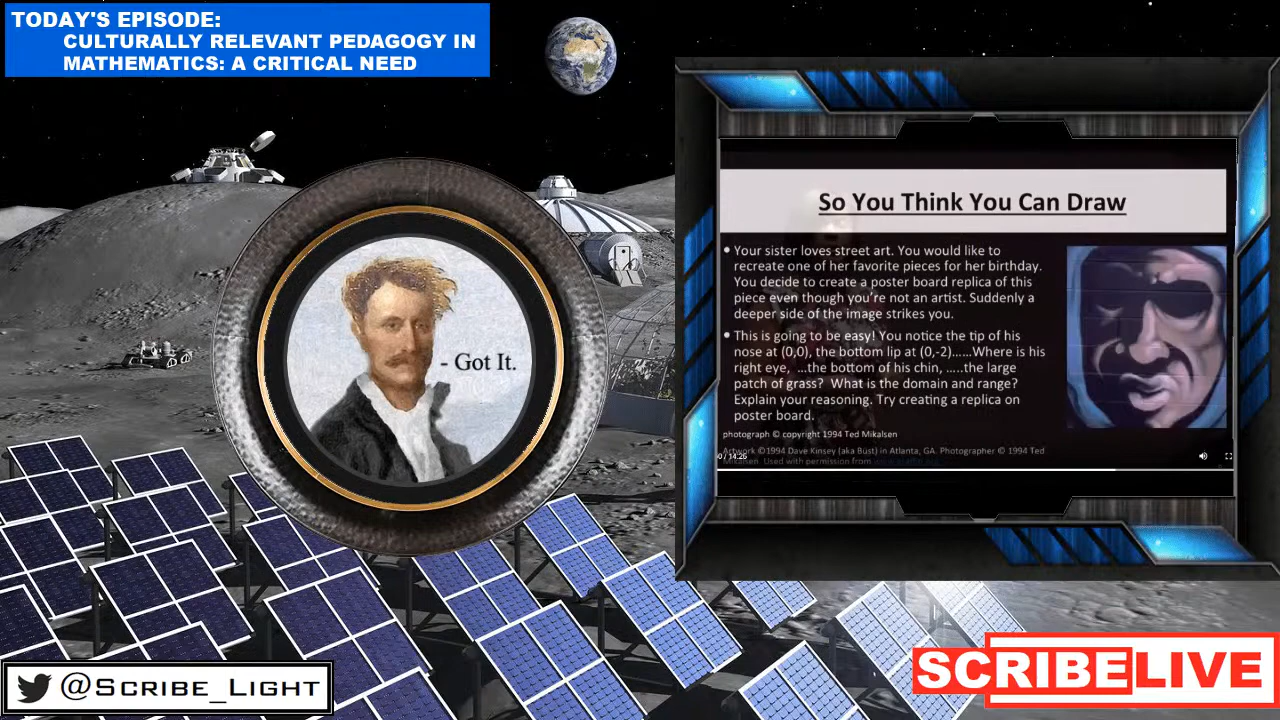 TODAY'S EPISODE:
CULTURALLY RELEVANT PEDAGOGY IN
MATHEMATICS: A CRITICAL NEED
- Got It.
So You Think You Can Draw
• Your sister loves street art. You would like to
recreate one of her favorite pieces for her birthday.
You decide to create a poster board replica of this
piece even though you're not an artist. Suddenly a
deeper side of the image strikes you.
• This is going to be easy! You notice the tip of his
nose at (0,0), the bottom lip at (0,-2)......Where is his
right eye, ...the bottom of his chin, .....the large
patch of grass? What is the domain and range?
Explain your reasoning. Try creating a replica on
poster board.
photograph © copyright 1994 Ted Mikalsen
Artwork ©1994 Dave Kinsey (aka Bust) in Atlanta, GA. Photographer © 1994 Ted
Mikalsen Used with permission from
/ 14:26
@SCRIBE_LIGHT
SCRIBELIVE